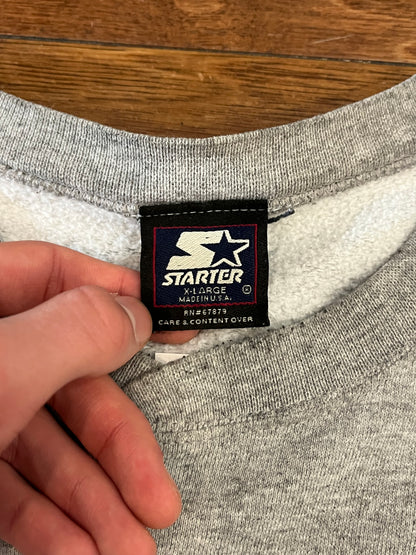 STARTER
X-LARGE ®
MADE IN U.S.A.
RN#67879
CARE & CONTENT OVER